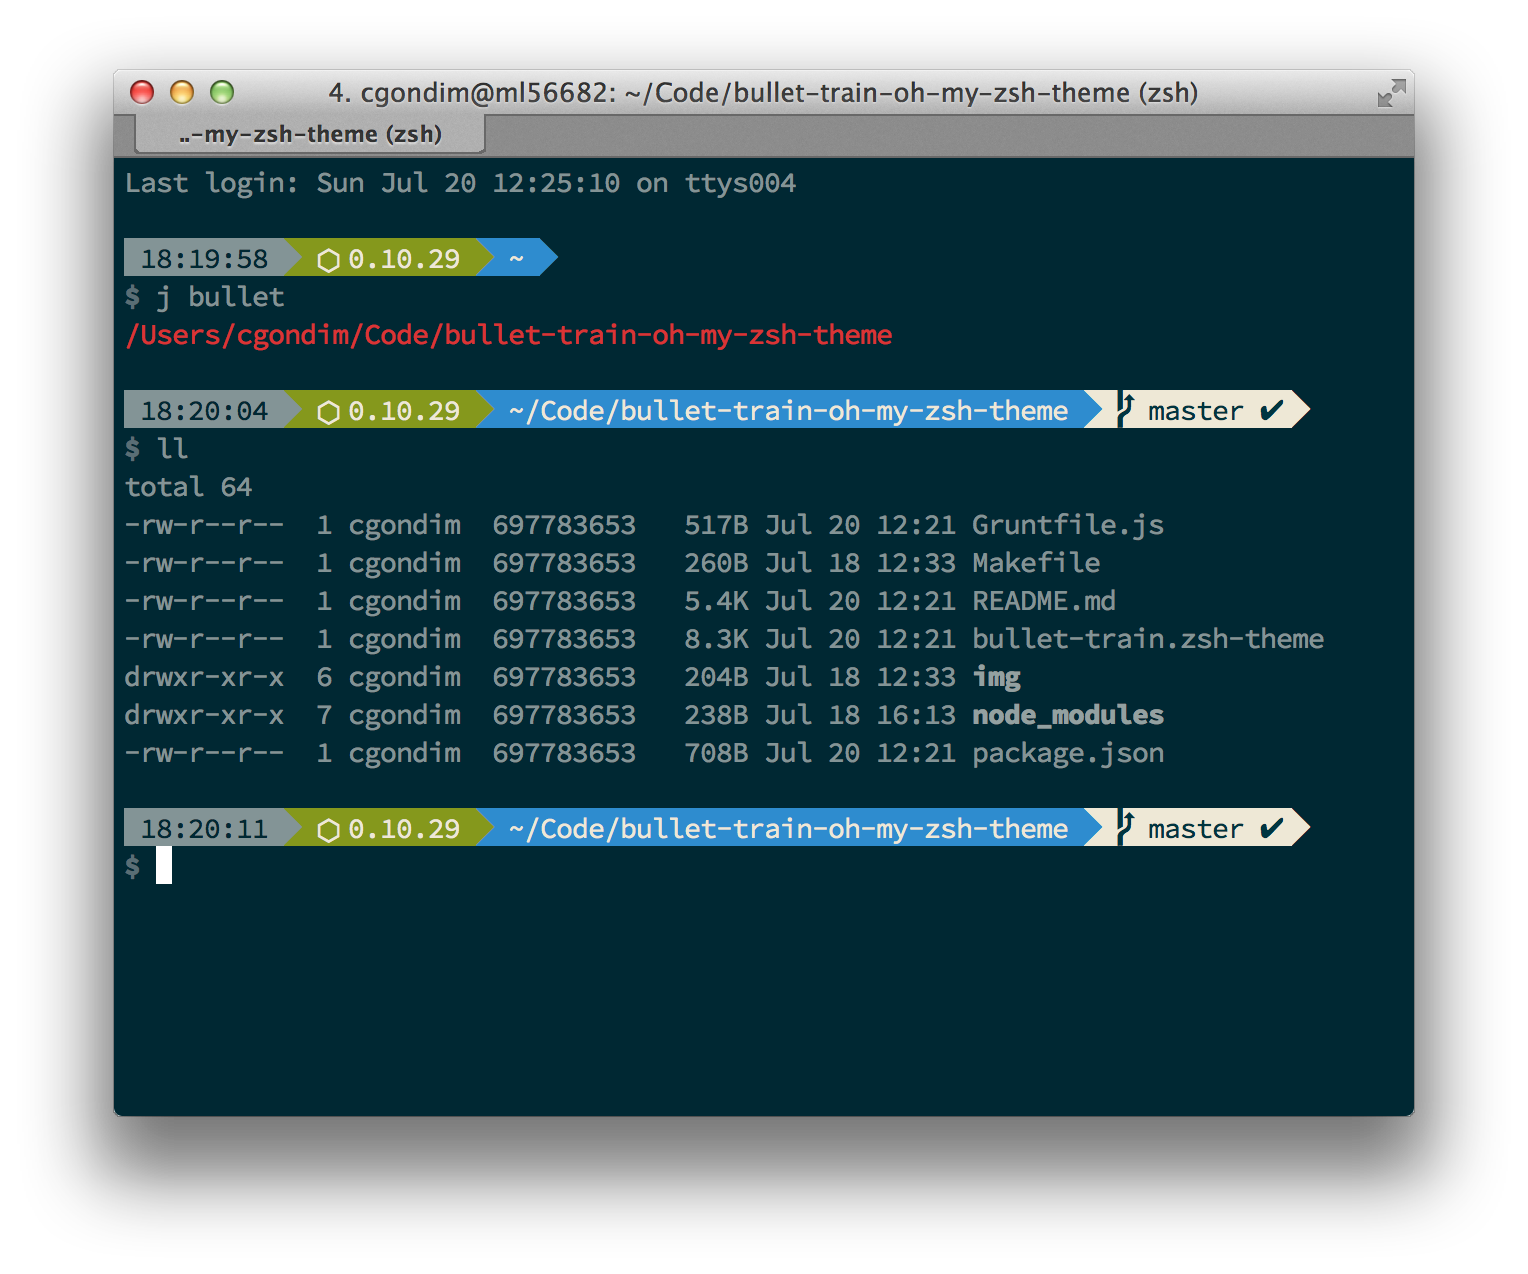 4. cgondim@ml56682: ~/Code/bullet-train-oh-my-zsh-theme (zsh)
..-my-zsh-theme (zsh)
Last login: Sun Jul 20 12:25:10 on ttys004
18:19:58 ⬡ 0.10.29 ~
$ j bullet
/Users/cgondim/Code/bullet-train-oh-my-zsh-theme
18:20:04 ⬡ 0.10.29 ~/Code/bullet-train-oh-my-zsh-theme master ✔
$ ll
total 64
-rw-r--r--  1 cgondim  697783653   517B Jul 20 12:21 Gruntfile.js
-rw-r--r--  1 cgondim  697783653   260B Jul 18 12:33 Makefile
-rw-r--r--  1 cgondim  697783653   5.4K Jul 20 12:21 README.md
-rw-r--r--  1 cgondim  697783653   8.3K Jul 20 12:21 bullet-train.zsh-theme
drwxr-xr-x  6 cgondim  697783653   204B Jul 18 12:33 img
drwxr-xr-x  7 cgondim  697783653   238B Jul 18 16:13 node_modules
-rw-r--r--  1 cgondim  697783653   708B Jul 20 12:21 package.json
18:20:11 ⬡ 0.10.29 ~/Code/bullet-train-oh-my-zsh-theme master ✔
$